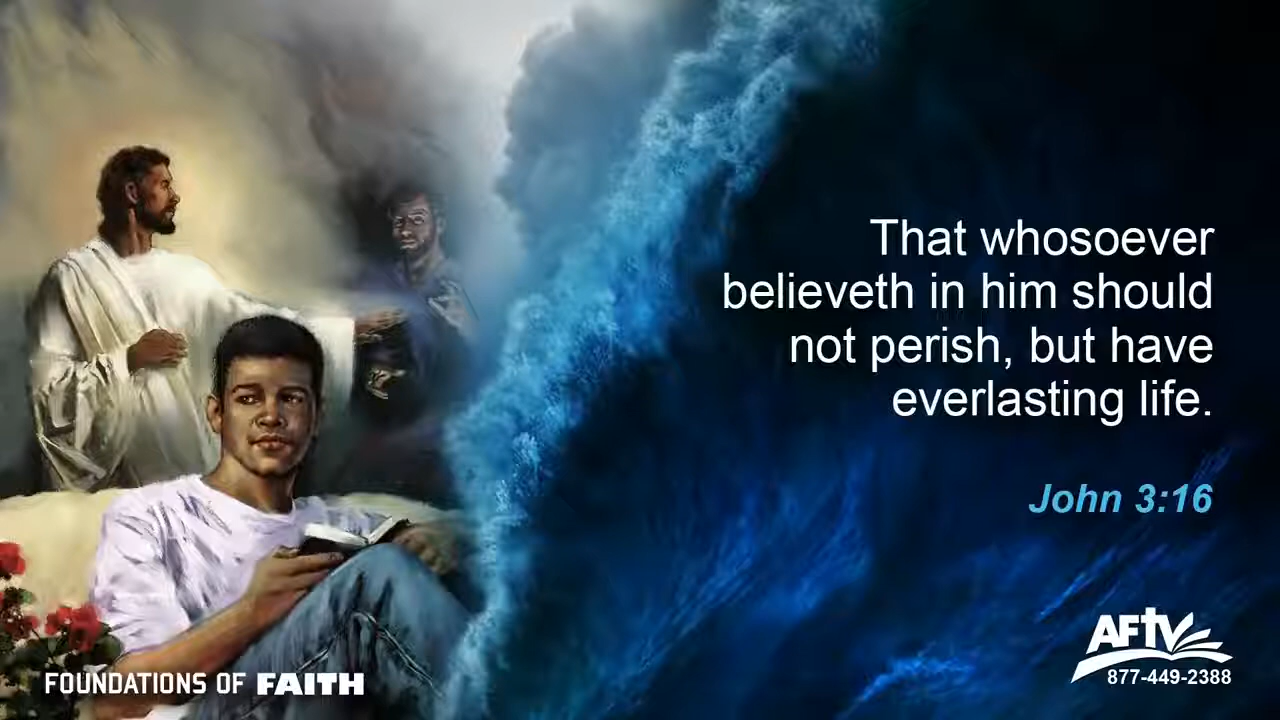 That whosoever
believeth in him should
not perish, but have
everlasting life.
John 3:16
FOUNDATIONS OF FAITH
AFTV
877-449-2388